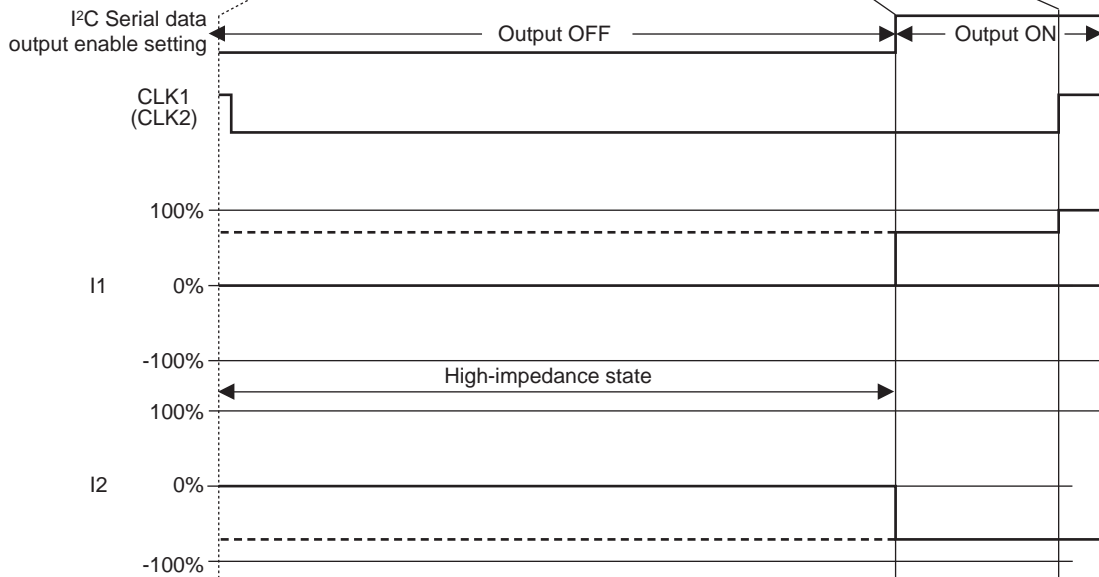 I²C Serial data
output enable setting
Output OFF
Output ON
CLK1
(CLK2)
100%
I1
0%
-100%
High-impedance state
100%
I2
0%
-100%